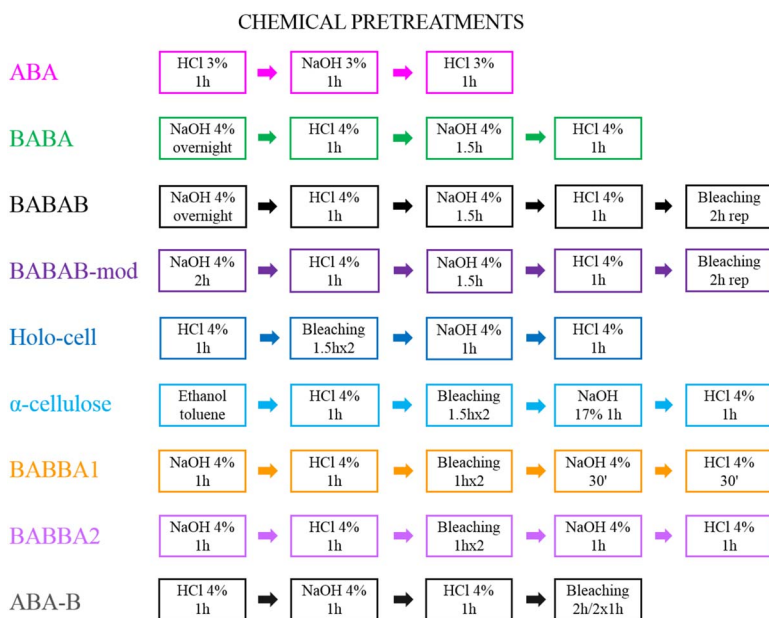 CHEMICAL PRETREATMENTS
ABA
HCl 3%
1h
NaOH 3%
1h
HCl 3%
1h
BABA
NaOH 4%
overnight
HCl 4%
1h
NaOH 4%
1.5h
HCl 4%
1h
BABAB
NaOH 4%
overnight
HCl 4%
1h
NaOH 4%
1.5h
HCl 4%
1h
Bleaching
2h rep
BABAB-mod
NaOH 4%
2h
HCl 4%
1h
NaOH 4%
1.5h
HCl 4%
1h
Bleaching
2h rep
Holo-cell
HCl 4%
1h
Bleaching
1.5hx2
NaOH 4%
1h
HCl 4%
1h
α-cellulose
Ethanol
toluene
HCl 4%
1h
Bleaching
1.5hx2
NaOH
17% 1h
HCl 4%
1h
BABBA1
NaOH 4%
1h
HCl 4%
1h
Bleaching
1hx2
NaOH 4%
30'
HCl 4%
30'
BABBA2
NaOH 4%
1h
HCl 4%
1h
Bleaching
1hx2
NaOH 4%
1h
HCl 4%
1h
ABA-B
HCl 4%
1h
NaOH 4%
1h
HCl 4%
1h
Bleaching
2h/2x1h